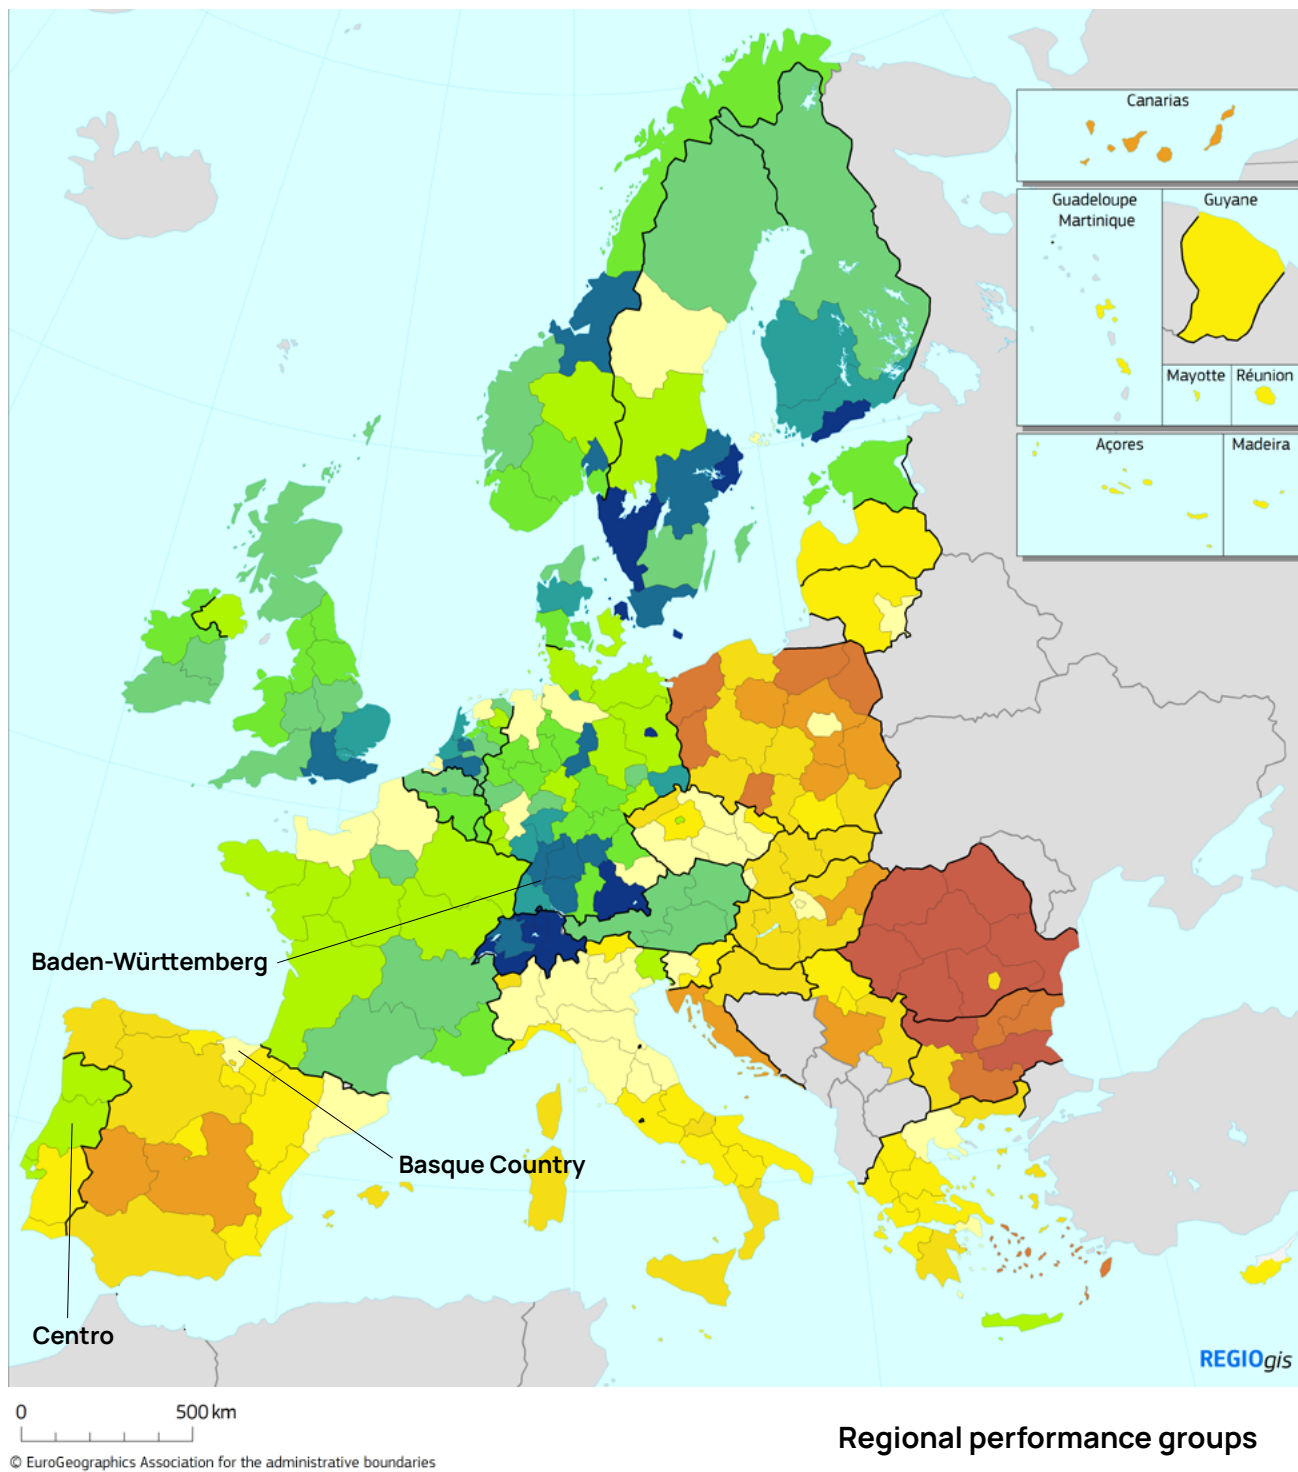 Canarias
Guadeloupe
Martinique
Guyane
Mayotte
Réunion
Açores
Madeira
Baden-Württemberg
Basque Country
Centro
REGIOgis
0 500 km
Regional performance groups
© EuroGeographics Association for the administrative boundaries